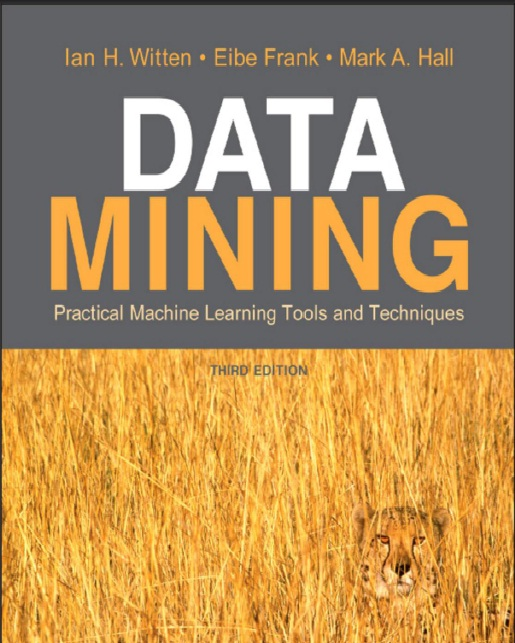 Ian H. Witten • Eibe Frank • Mark A. Hall
DATA
MINING
Practical Machine Learning Tools and Techniques
THIRD EDITION